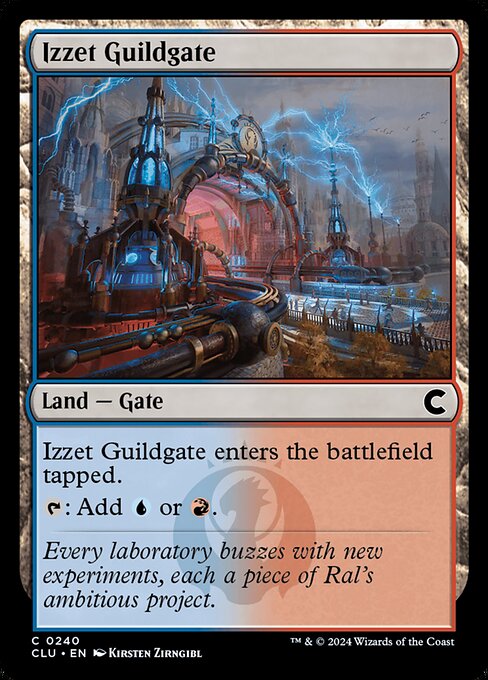 Izzet Guildgate
Land — Gate
Izzet Guildgate enters the battlefield
tapped.
: Add or .
Every laboratory buzzes with new
experiments, each a piece of Ral's
ambitious project.
C 0240
CLU • EN Kirsten Zirngibl
™ & © 2024 Wizards of the Coast